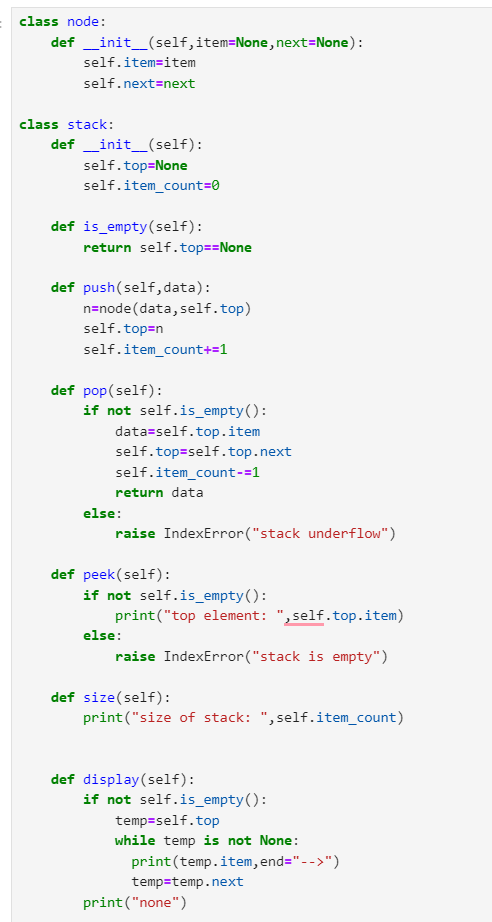 class node:
    def __init__(self,item=None,next=None):
        self.item=item
        self.next=next

class stack:
    def __init__(self):
        self.top=None
        self.item_count=0

    def is_empty(self):
        return self.top==None

    def push(self,data):
        n=node(data,self.top)
        self.top=n
        self.item_count+=1

    def pop(self):
        if not self.is_empty():
            data=self.top.item
            self.top=self.top.next
            self.item_count-=1
            return data
        else:
            raise IndexError("stack underflow")

    def peek(self):
        if not self.is_empty():
            print("top element: ",self.top.item)
        else:
            raise IndexError("stack is empty")

    def size(self):
        print("size of stack: ",self.item_count)


    def display(self):
        if not self.is_empty():
            temp=self.top
            while temp is not None:
              print(temp.item,end="-->")
              temp=temp.next
        print("none")